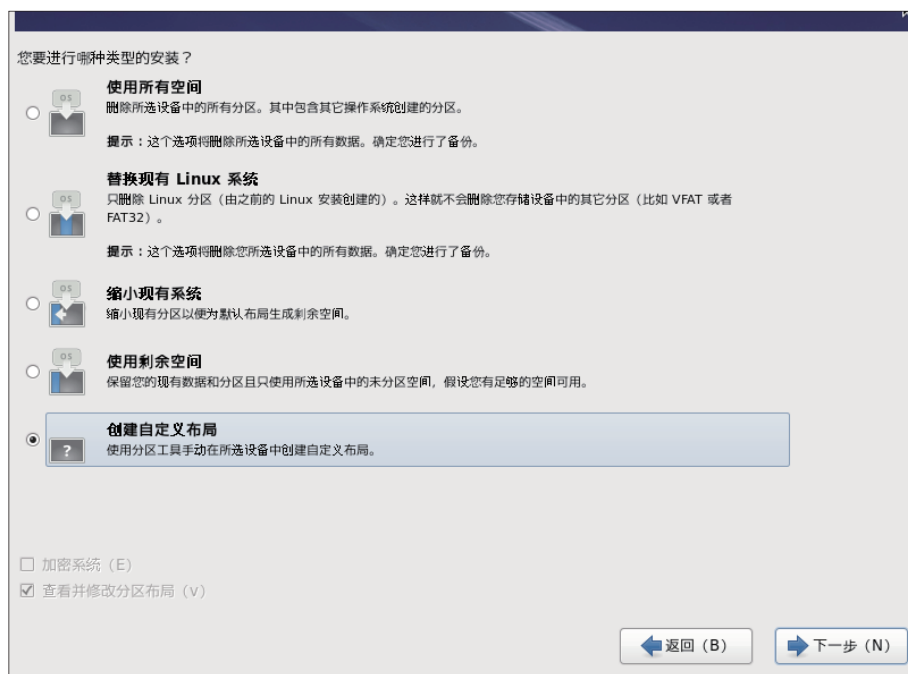 您要进行哪种类型的安装？
OS
使用所有空间
删除所选设备中的所有分区。其中包含其它操作系统创建的分区。
提示：这个选项将删除所选设备中的所有数据。确定您进行了备份。
OS
替换现有 Linux 系统
只删除 Linux 分区（由之前的 Linux 安装创建的）。这样就不会删除您存储设备中的其它分区（比如 VFAT 或者
FAT32）。
提示：这个选项将删除您所选设备中的所有数据。确定您进行了备份。
OS
缩小现有系统
缩小现有分区以便为默认布局生成剩余空间。
OS
使用剩余空间
保留您的现有数据和分区且只使用所选设备中的未分区空间，假设您有足够的空间可用。
?
创建自定义布局
使用分区工具手动在所选设备中创建自定义布局。
加密系统（E）
查看并修改分区布局（v）
返回（B）
下一步（N）